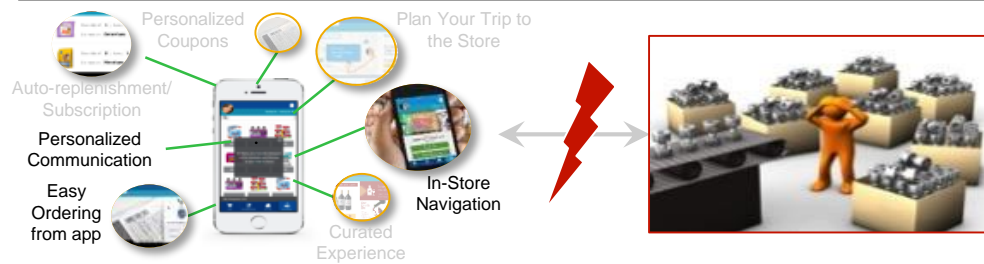 Personalized
Coupons
Plan Your Trip to
the Store
Auto-replenishment/
Subscription
Personalized
Communication
Easy
Ordering
from app
In-Store
Navigation
Curated
Experience